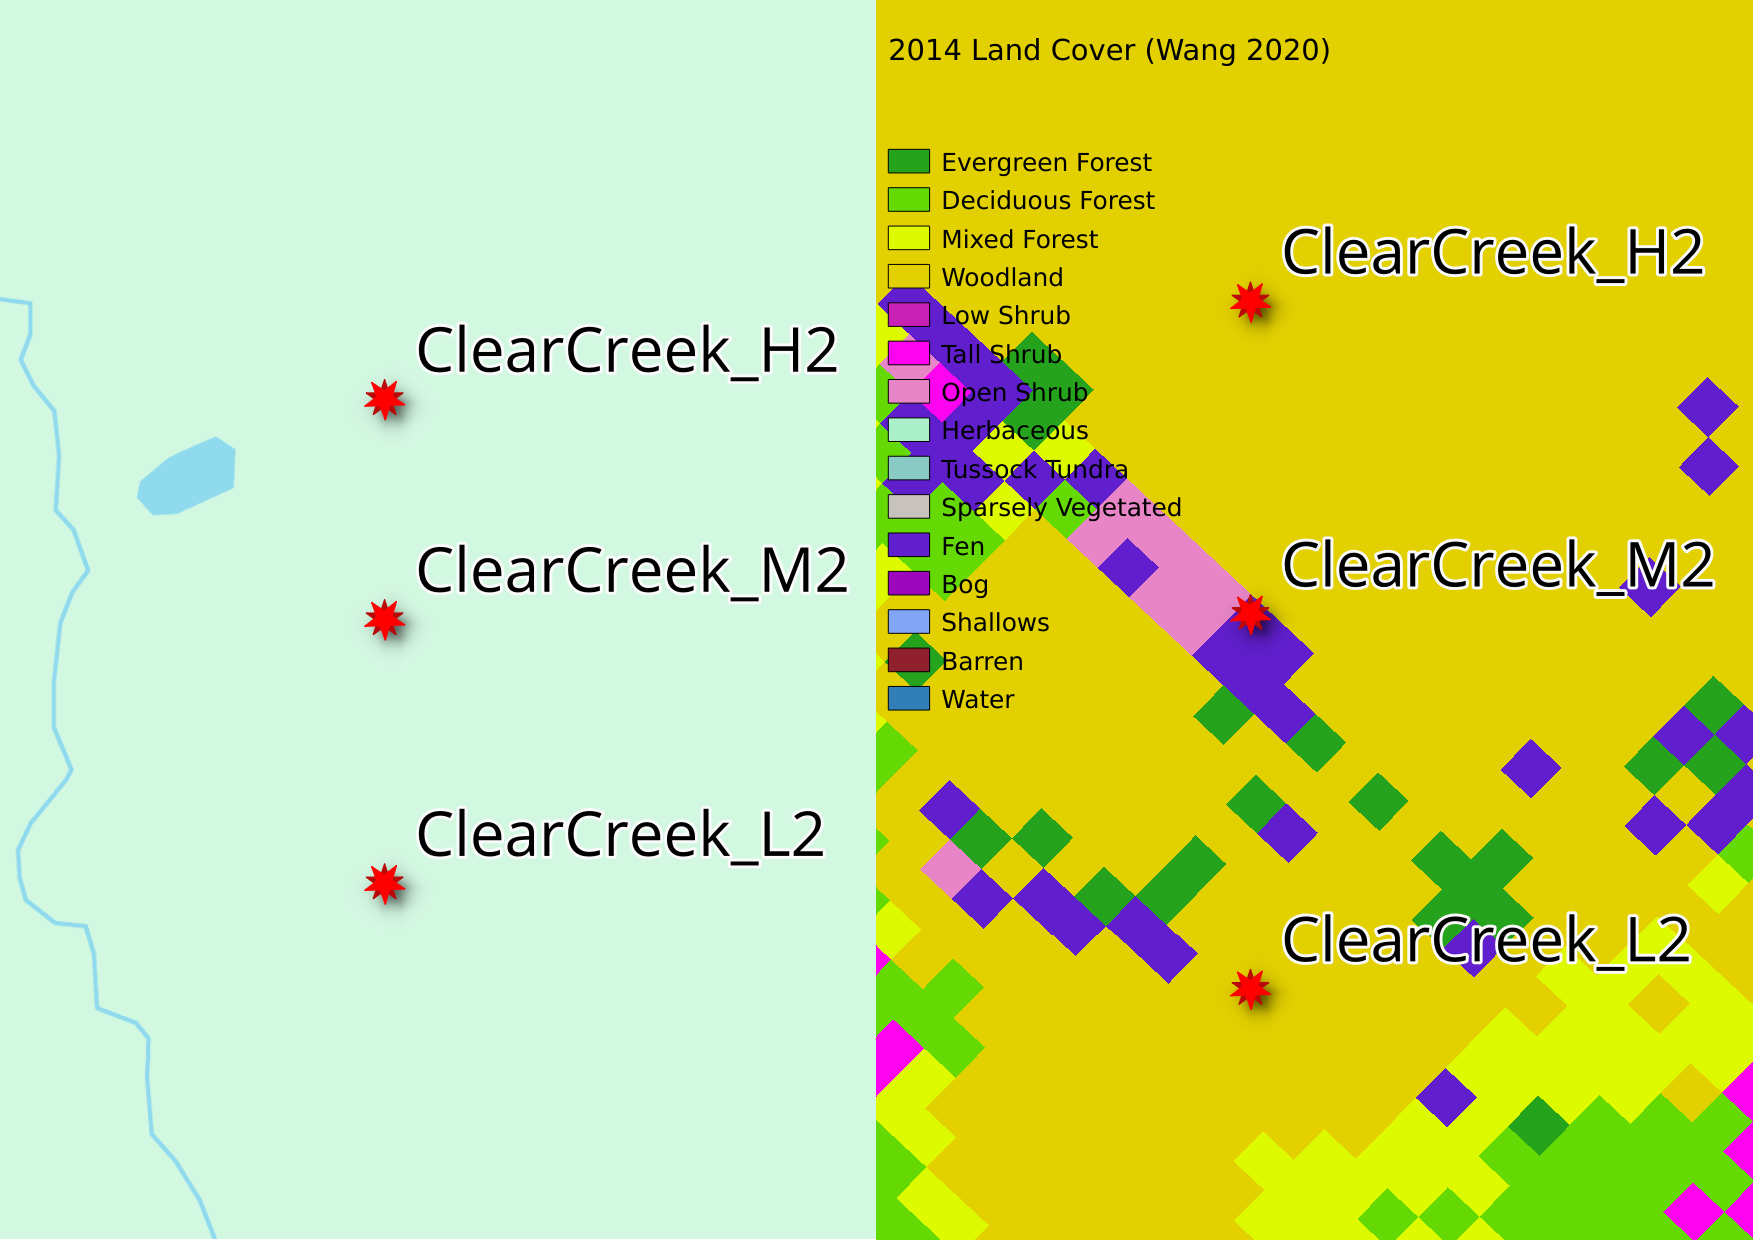 ClearCreek_H2
ClearCreek_M2
ClearCreek_L2
2014 Land Cover (Wang 2020)
Evergreen Forest
Deciduous Forest
Mixed Forest
Woodland
Low Shrub
Tall Shrub
Open Shrub
Herbaceous
Tussock Tundra
Sparsely Vegetated
Fen
Bog
Shallows
Barren
Water
ClearCreek_H2
ClearCreek_M2
ClearCreek_L2